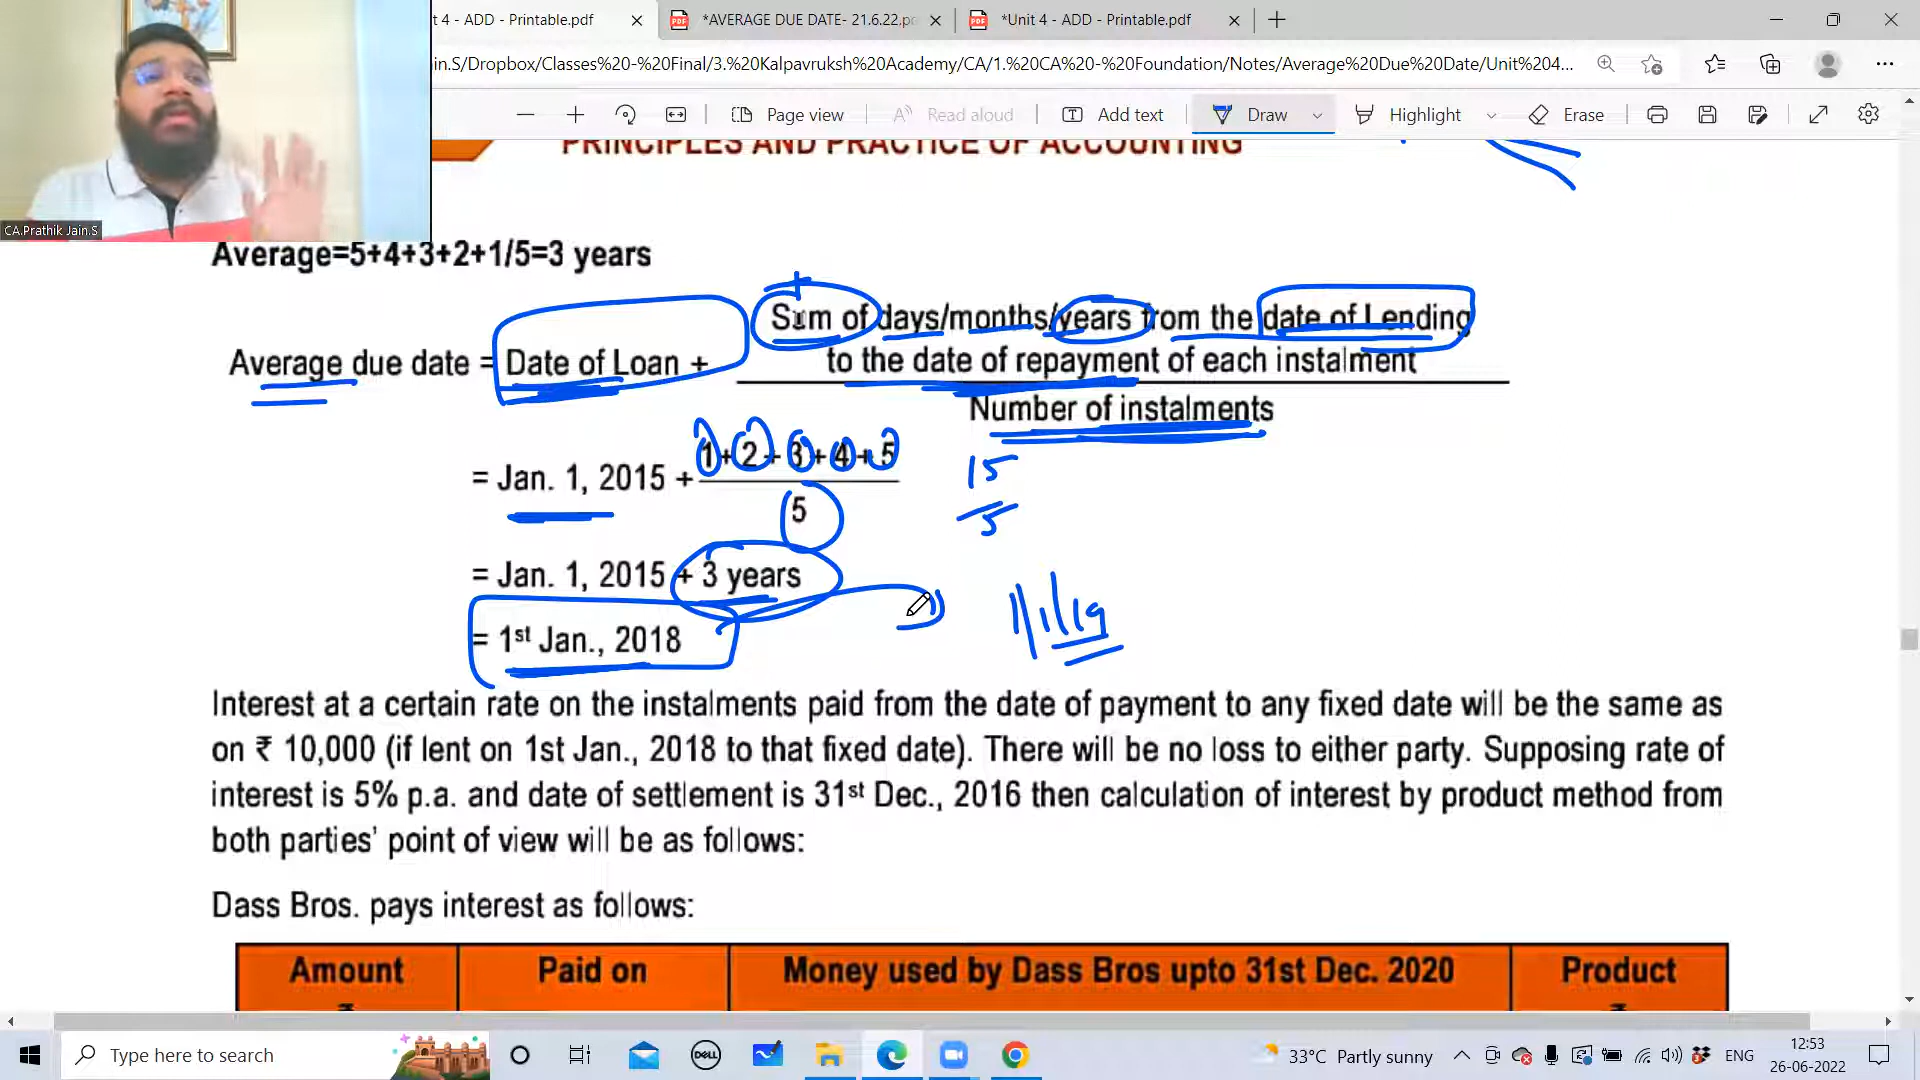 t 4 - ADD - Printable.pdf
*AVERAGE DUE DATE- 21.6.22.p
*Unit 4 - ADD - Printable.pdf
in.S/Dropbox/Classes%20-%20Final/3.%20Kalpavruksh%20Academy/CA/1.%20CA%20-%20Foundation/Notes/Average%20Due%20Date/Unit%204...
Page view
Read aloud
Add text
Draw
Highlight
Erase
PRINCIPLES AND PRACTICE OF ACCOUNTING
CA.Prathik Jain.S
Average=5+4+3+2+1/5=3 years
Sum of days/months/years from the date of Lending
Average due date = Date of Loan +
to the date of repayment of each instalment
Number of instalments
1+2+3+4+5
= Jan. 1, 2015 +
5
15
5
= Jan. 1, 2015 + 3 years
1/1/19
= 1st Jan., 2018
Interest at a certain rate on the instalments paid from the date of payment to any fixed date will be the same as
on ₹ 10,000 (if lent on 1st Jan., 2018 to that fixed date). There will be no loss to either party. Supposing rate of
interest is 5% p.a. and date of settlement is 31st Dec., 2016 then calculation of interest by product method from
both parties' point of view will be as follows:
Dass Bros. pays interest as follows:
Amount
Paid on
Money used by Dass Bros upto 31st Dec. 2020
Product
Type here to search
DELL
33°C Partly sunny
ENG
12:53
26-06-2022